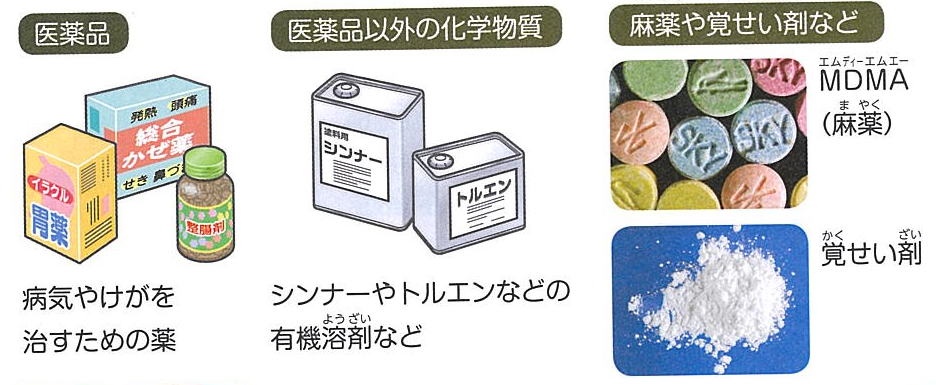 医薬品
発熱 頭痛
総合
かぜ薬
せき 鼻づ
イラクル
胃薬
整腸剤
病気やけがを
治すための薬
医薬品以外の化学物質
塗料用
シンナー
トルエン
シンナーやトルエンなどの
有機溶剤など
ようざい
麻薬や覚せい剤など
SKY
SKY
SKY
エムディーエムエー
MDMA
まやく
(麻薬)
かく ざい
覚せい剤